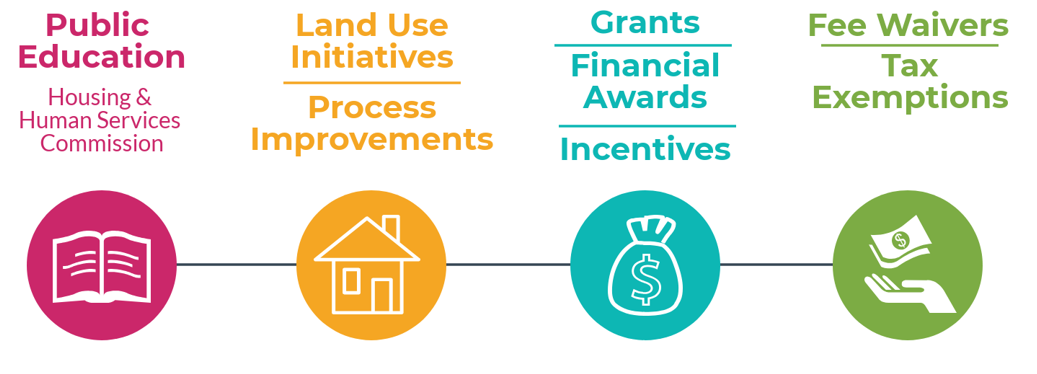 Public
Education
Housing &
Human Services
Commission
Land Use
Initiatives
Process
Improvements
Grants
Financial
Awards
Incentives
Fee Waivers
Tax
Exemptions
$
$